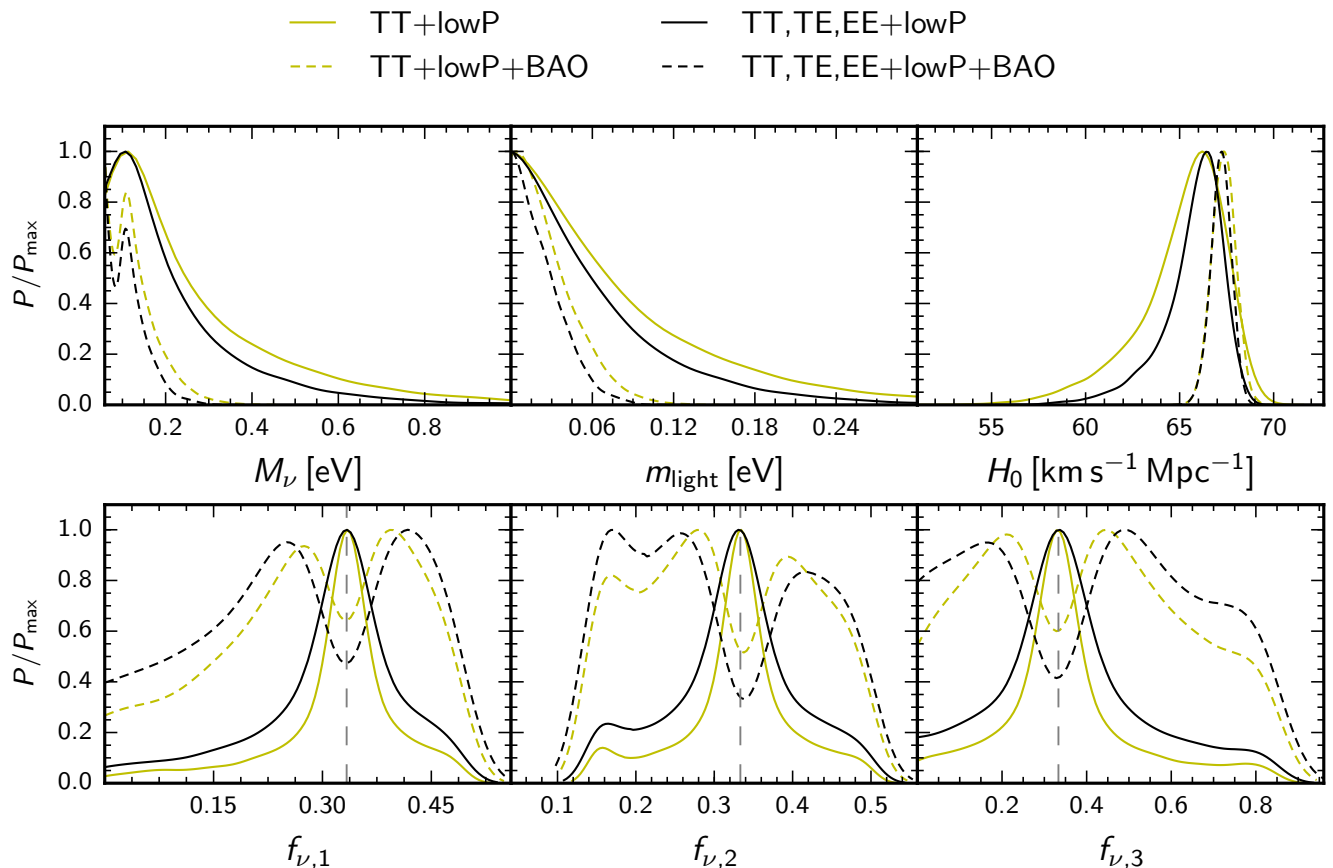 TT+lowP
TT,TE,EE+lowP
TT+lowP+BAO
TT,TE,EE+lowP+BAO
P/P_max
1.0
0.8
0.6
0.4
0.2
0.0
0.2 0.4 0.6 0.8
0.06 0.12 0.18 0.24
55 60 65 70
M_ν [eV]
m_light [eV]
H_0 [km s^−1 Mpc^−1]
P/P_max
1.0
0.8
0.6
0.4
0.2
0.0
0.15 0.30 0.45
0.1 0.2 0.3 0.4 0.5
0.2 0.4 0.6 0.8
f_ν,1
f_ν,2
f_ν,3